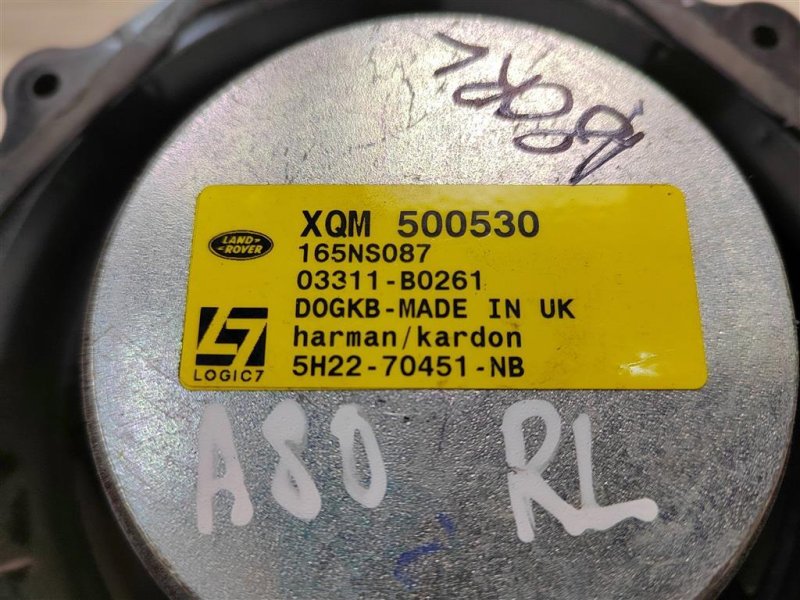 XQM 500530
LAND ROVER
165NS087
03311-B0261
DOGKB-MADE IN UK
harman/kardon
LOGIC7
5H22-70451-NB
A80 RL